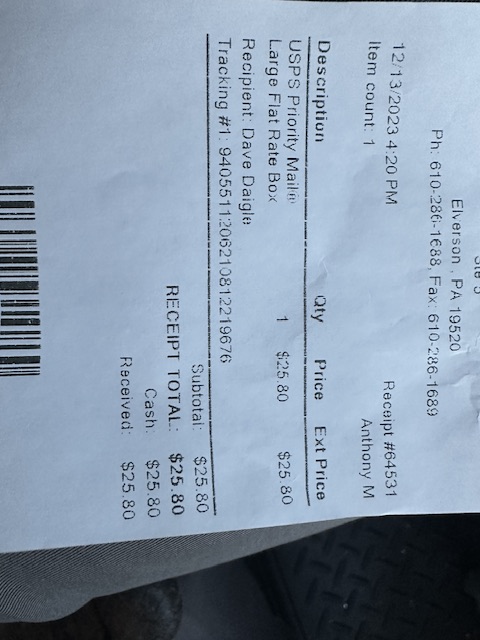 Ste 5
Elverson , PA 19520
Ph: 610-286-1688, Fax: 610-286-1689
12/13/2023 4:20 PM Receipt #64531
Item count: 1 Anthony M
Description Qty Price Ext Price
USPS Priority Mail®
Large Flat Rate Box 1 $25.80 $25.80
Recipient: Dave Daigle
Tracking #1: 9405511206210812219676
Subtotal: $25.80
RECEIPT TOTAL: $25.80
Cash: $25.80
Received: $25.80